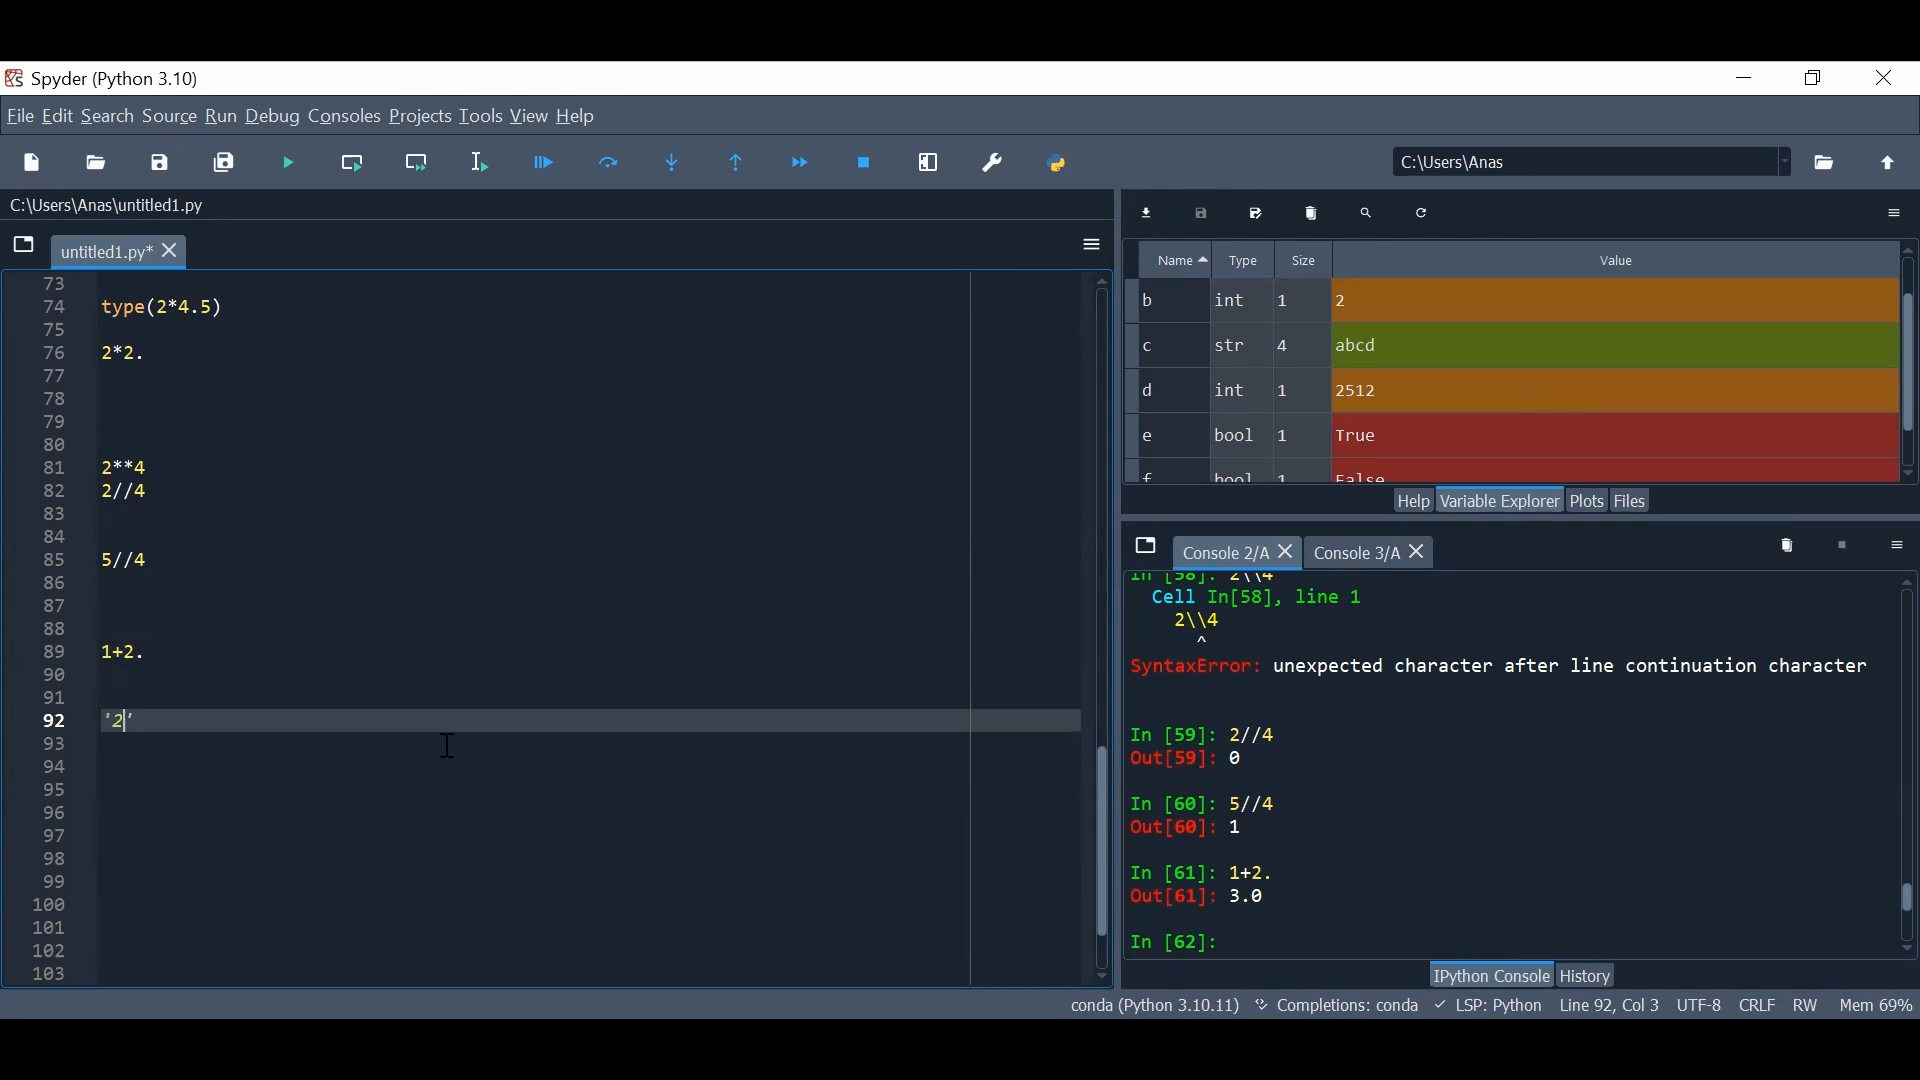 Spyder (Python 3.10)
File Edit Search Source Run Debug Consoles Projects Tools View Help
C:\Users\Anas
C:\Users\Anas\untitled1.py
untitled1.py*
73
74 type(2*4.5)
75
76 2*2.
77
78
79
80
81 2**4
82 2//4
83
84
85 5//4
86
87
88
89 1+2.
90
91
92 '2'
93
94
95
96
97
98
99
100
101
102
103
Name Type Size Value
b int 1 2
c str 4 abcd
d int 1 2512
e bool 1 True
f bool 1 False
Help Variable Explorer Plots Files
Console 2/A Console 3/A
In [58]: 2\\4
Cell In[58], line 1
2\\4
^
SyntaxError: unexpected character after line continuation character
In [59]: 2//4
Out[59]: 0
In [60]: 5//4
Out[60]: 1
In [61]: 1+2.
Out[61]: 3.0
In [62]:
IPython Console History
conda (Python 3.10.11) Completions: conda ✓ LSP: Python Line 92, Col 3 UTF-8 CRLF RW Mem 69%